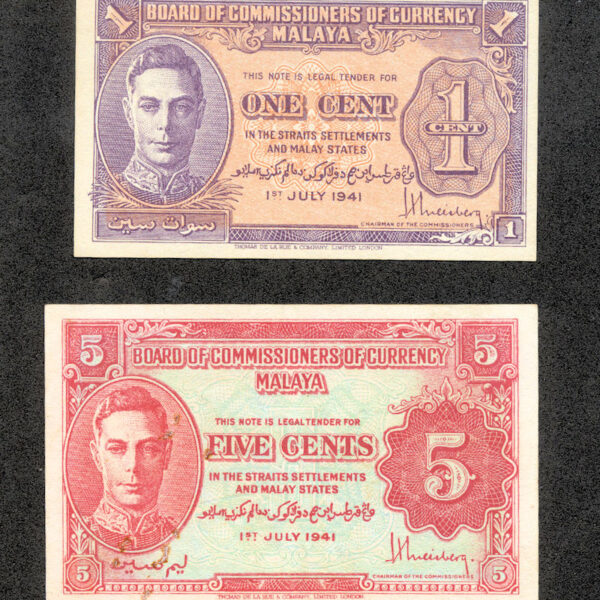 1 BOARD OF COMMISSIONERS OF CURRENCY 1
MALAYA
THIS NOTE IS LEGAL TENDER FOR
ONE CENT
1
CENT
IN THE STRAITS SETTLEMENTS
AND MALAY STATES
1ST JULY 1941
CHAIRMAN OF THE COMMISSIONERS
سوات سين
1
THOMAS DE LA RUE & COMPANY, LIMITED LONDON
5 5
BOARD OF COMMISSIONERS OF CURRENCY
MALAYA
THIS NOTE IS LEGAL TENDER FOR
FIVE CENTS
5
IN THE STRAITS SETTLEMENTS
AND MALAY STATES
1ST JULY 1941
ليم سين
CHAIRMAN OF THE COMMISSIONERS
5 5
THOMAS DE LA RUE & COMPANY, LIMITED LONDON